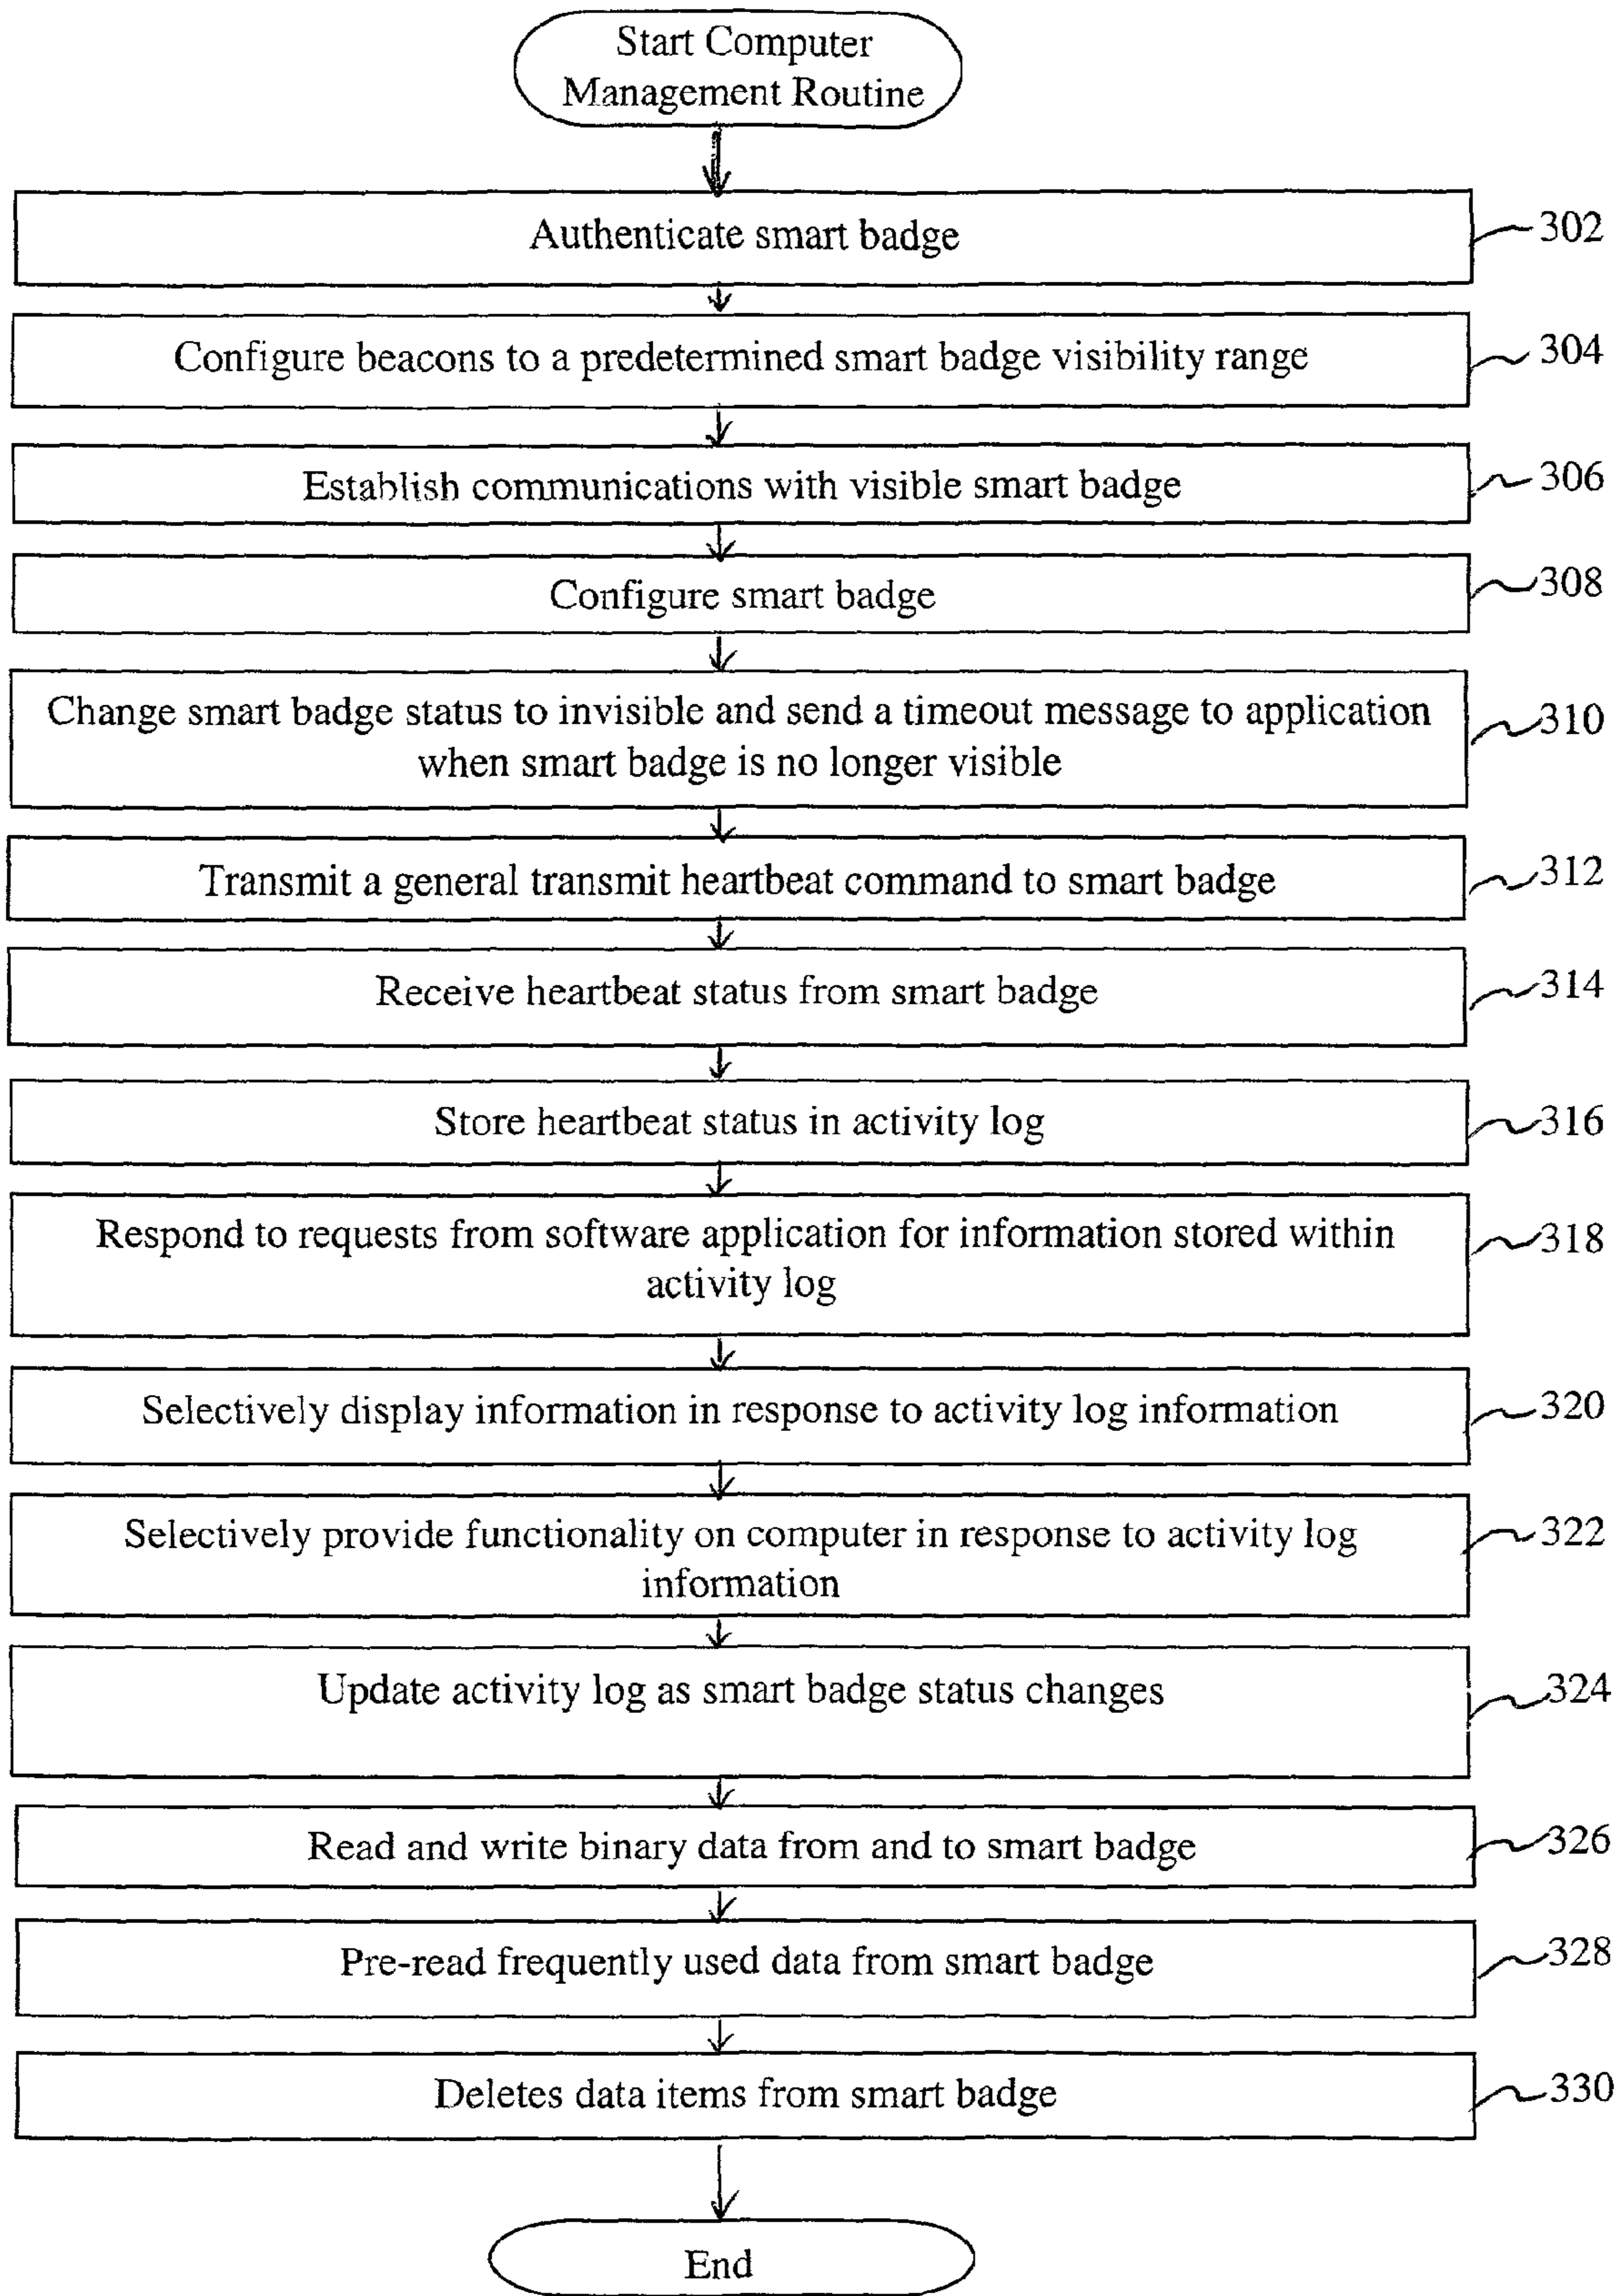 Start Computer
Management Routine
Authenticate smart badge
302
Configure beacons to a predetermined smart badge visibility range
304
Establish communications with visible smart badge
306
Configure smart badge
308
Change smart badge status to invisible and send a timeout message to application
when smart badge is no longer visible
310
Transmit a general transmit heartbeat command to smart badge
312
Receive heartbeat status from smart badge
314
Store heartbeat status in activity log
316
Respond to requests from software application for information stored within
activity log
318
Selectively display information in response to activity log information
320
Selectively provide functionality on computer in response to activity log
information
322
Update activity log as smart badge status changes
324
Read and write binary data from and to smart badge
326
Pre-read frequently used data from smart badge
328
Deletes data items from smart badge
330
End